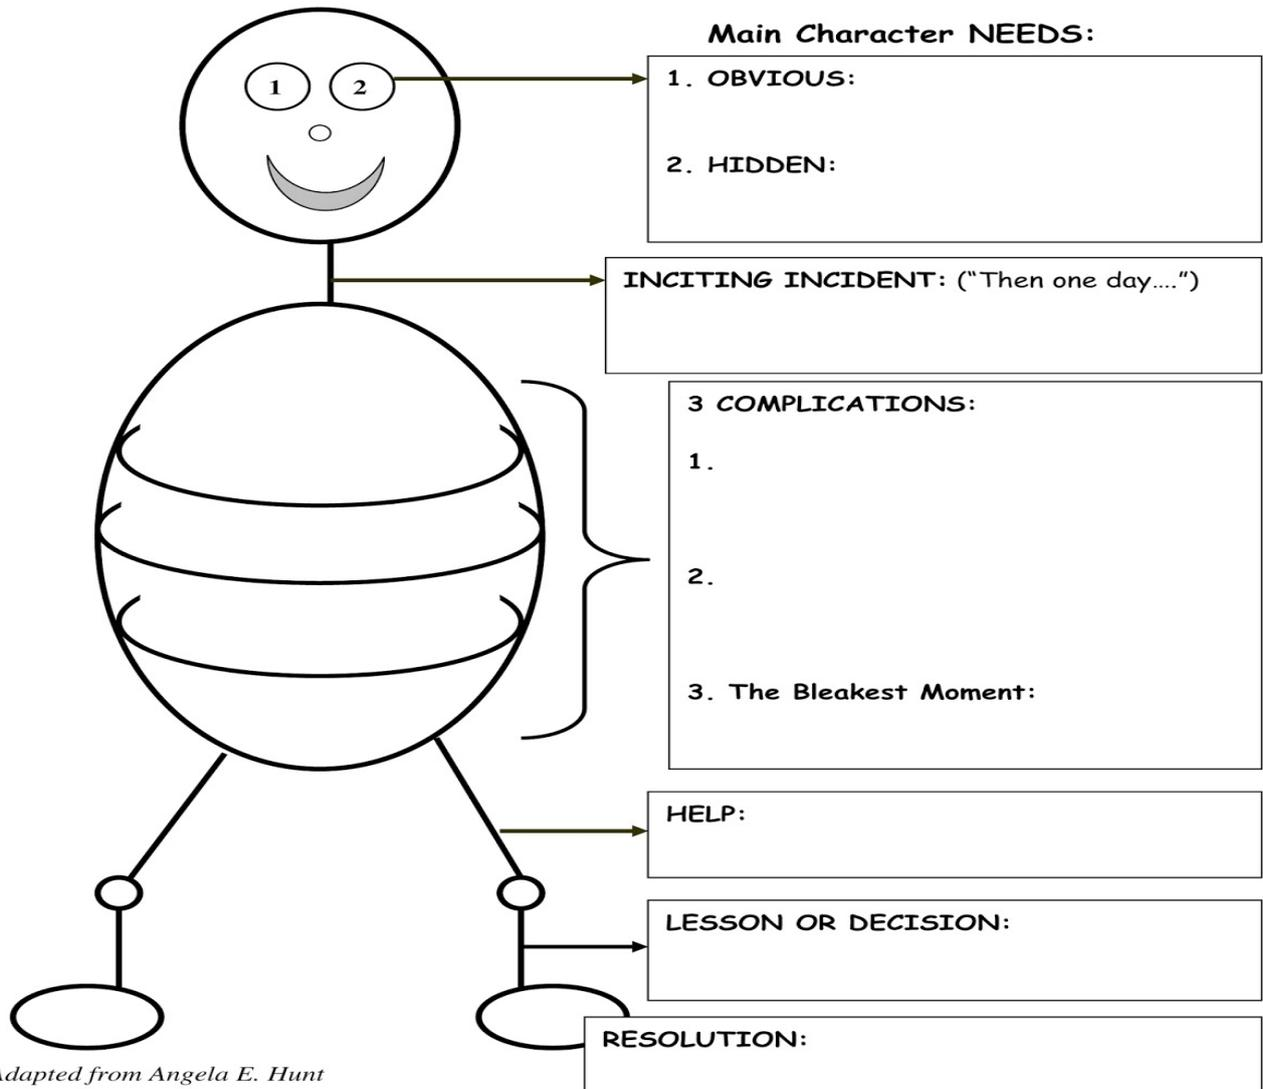 Main Character NEEDS:
1 2
1. OBVIOUS:
2. HIDDEN:
INCITING INCIDENT: (“Then one day....”)
3 COMPLICATIONS:
1.
2.
3. The Bleakest Moment:
HELP:
LESSON OR DECISION:
RESOLUTION:
Adapted from Angela E. Hunt